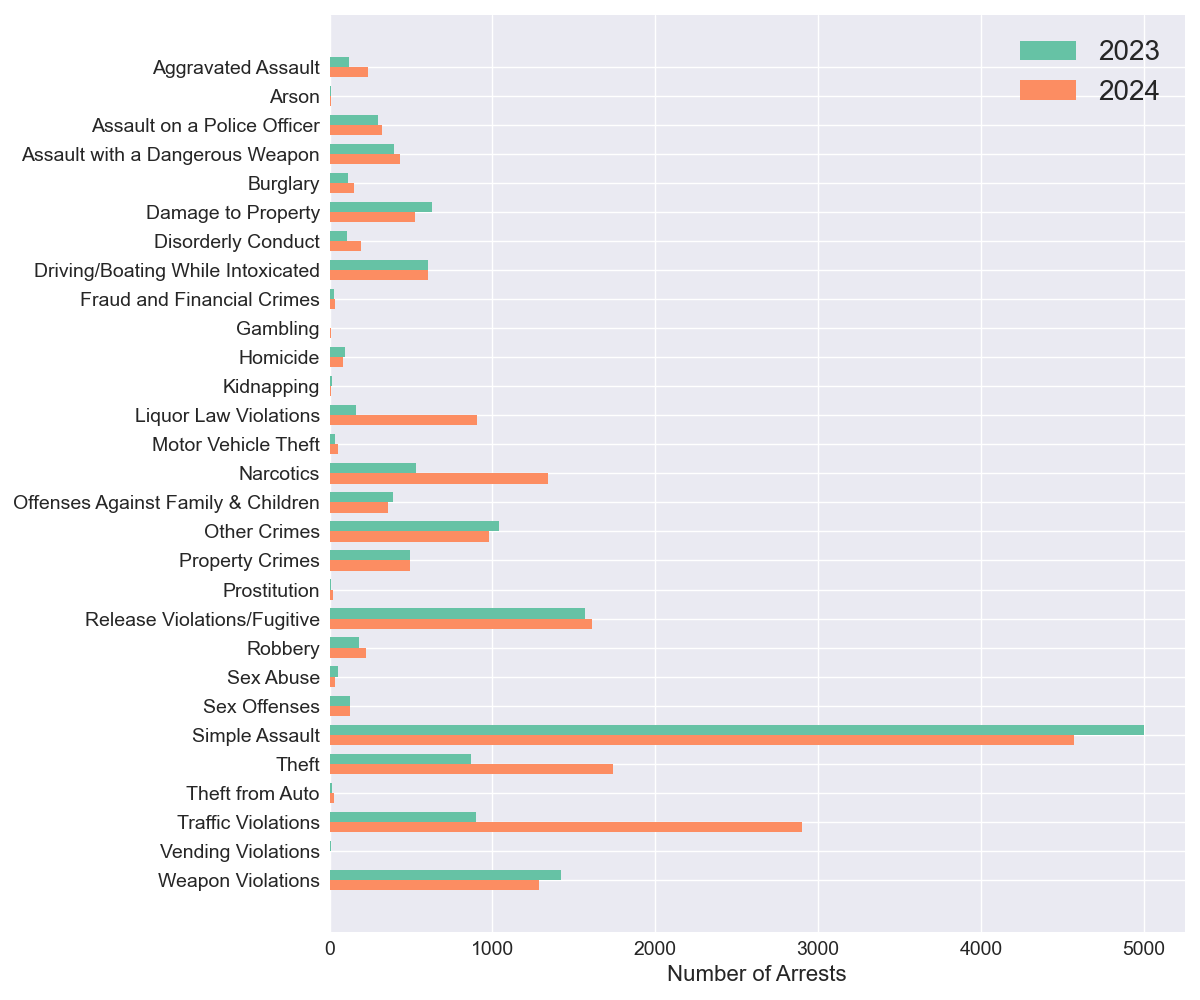 2023
2024
Aggravated Assault
Arson
Assault on a Police Officer
Assault with a Dangerous Weapon
Burglary
Damage to Property
Disorderly Conduct
Driving/Boating While Intoxicated
Fraud and Financial Crimes
Gambling
Homicide
Kidnapping
Liquor Law Violations
Motor Vehicle Theft
Narcotics
Offenses Against Family & Children
Other Crimes
Property Crimes
Prostitution
Release Violations/Fugitive
Robbery
Sex Abuse
Sex Offenses
Simple Assault
Theft
Theft from Auto
Traffic Violations
Vending Violations
Weapon Violations
0 1000 2000 3000 4000 5000
Number of Arrests